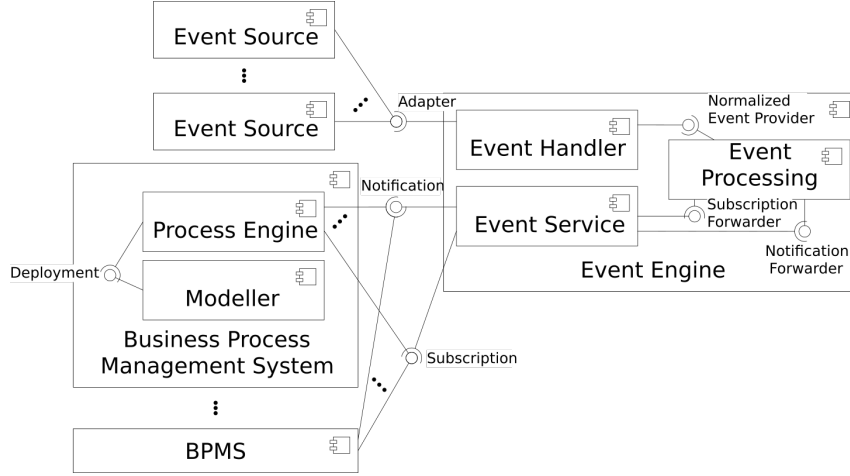 Event Source
Event Source
Adapter
Normalized
Event Provider
Event Handler
Event
Processing
Notification
Process Engine
Event Service
Subscription
Forwarder
Notification
Forwarder
Event Engine
Deployment
Modeller
Business Process
Management System
Subscription
BPMS